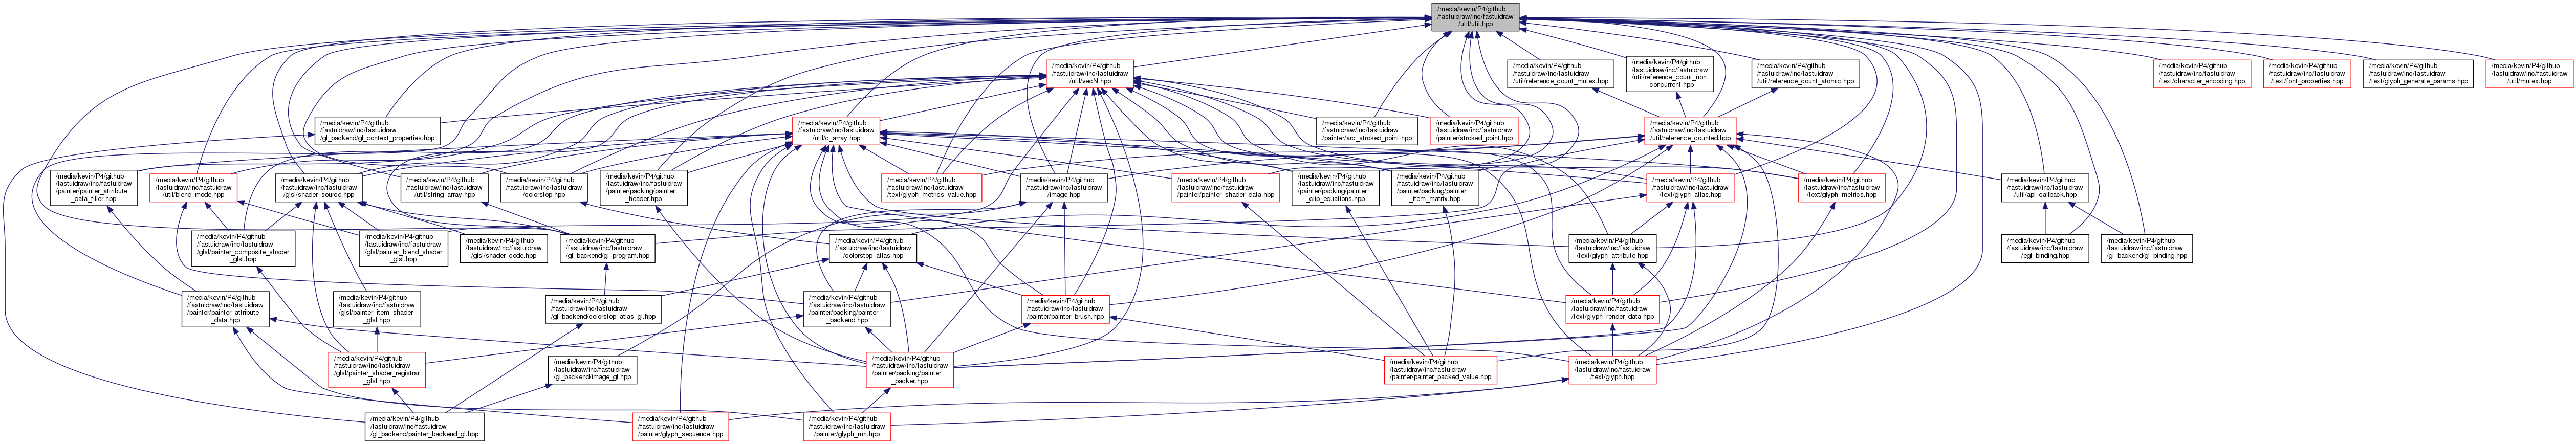 /media/kevin/P4/github
/fastuidraw/inc/fastuidraw
/util/util.hpp
/media/kevin/P4/github
/fastuidraw/inc/fastuidraw
/util/vecN.hpp
/media/kevin/P4/github
/fastuidraw/inc/fastuidraw
/util/reference_count_mutex.hpp
/media/kevin/P4/github
/fastuidraw/inc/fastuidraw
/util/reference_count_non
_concurrent.hpp
/media/kevin/P4/github
/fastuidraw/inc/fastuidraw
/util/reference_count_atomic.hpp
/media/kevin/P4/github
/fastuidraw/inc/fastuidraw
/text/character_encoding.hpp
/media/kevin/P4/github
/fastuidraw/inc/fastuidraw
/text/font_properties.hpp
/media/kevin/P4/github
/fastuidraw/inc/fastuidraw
/text/glyph_generate_params.hpp
/media/kevin/P4/github
/fastuidraw/inc/fastuidraw
/util/mutex.hpp
/media/kevin/P4/github
/fastuidraw/inc/fastuidraw
/gl_backend/gl_context_properties.hpp
/media/kevin/P4/github
/fastuidraw/inc/fastuidraw
/util/c_array.hpp
/media/kevin/P4/github
/fastuidraw/inc/fastuidraw
/painter/arc_stroked_point.hpp
/media/kevin/P4/github
/fastuidraw/inc/fastuidraw
/painter/stroked_point.hpp
/media/kevin/P4/github
/fastuidraw/inc/fastuidraw
/util/reference_counted.hpp
/media/kevin/P4/github
/fastuidraw/inc/fastuidraw
/painter/painter_attribute
_data_filler.hpp
/media/kevin/P4/github
/fastuidraw/inc/fastuidraw
/util/blend_mode.hpp
/media/kevin/P4/github
/fastuidraw/inc/fastuidraw
/glsl/shader_source.hpp
/media/kevin/P4/github
/fastuidraw/inc/fastuidraw
/util/string_array.hpp
/media/kevin/P4/github
/fastuidraw/inc/fastuidraw
/colorstop.hpp
/media/kevin/P4/github
/fastuidraw/inc/fastuidraw
/painter/packing/painter
_header.hpp
/media/kevin/P4/github
/fastuidraw/inc/fastuidraw
/text/glyph_metrics_value.hpp
/media/kevin/P4/github
/fastuidraw/inc/fastuidraw
/image.hpp
/media/kevin/P4/github
/fastuidraw/inc/fastuidraw
/painter/painter_shader_data.hpp
/media/kevin/P4/github
/fastuidraw/inc/fastuidraw
/painter/packing/painter
_clip_equations.hpp
/media/kevin/P4/github
/fastuidraw/inc/fastuidraw
/painter/packing/painter
_item_matrix.hpp
/media/kevin/P4/github
/fastuidraw/inc/fastuidraw
/text/glyph_atlas.hpp
/media/kevin/P4/github
/fastuidraw/inc/fastuidraw
/text/glyph_metrics.hpp
/media/kevin/P4/github
/fastuidraw/inc/fastuidraw
/util/api_callback.hpp
/media/kevin/P4/github
/fastuidraw/inc/fastuidraw
/glsl/painter_composite_shader
_glsl.hpp
/media/kevin/P4/github
/fastuidraw/inc/fastuidraw
/glsl/painter_blend_shader
_glsl.hpp
/media/kevin/P4/github
/fastuidraw/inc/fastuidraw
/glsl/shader_code.hpp
/media/kevin/P4/github
/fastuidraw/inc/fastuidraw
/gl_backend/gl_program.hpp
/media/kevin/P4/github
/fastuidraw/inc/fastuidraw
/colorstop_atlas.hpp
/media/kevin/P4/github
/fastuidraw/inc/fastuidraw
/text/glyph_attribute.hpp
/media/kevin/P4/github
/fastuidraw/inc/fastuidraw
/egl_binding.hpp
/media/kevin/P4/github
/fastuidraw/inc/fastuidraw
/gl_backend/gl_binding.hpp
/media/kevin/P4/github
/fastuidraw/inc/fastuidraw
/painter/painter_attribute
_data.hpp
/media/kevin/P4/github
/fastuidraw/inc/fastuidraw
/glsl/painter_item_shader
_glsl.hpp
/media/kevin/P4/github
/fastuidraw/inc/fastuidraw
/gl_backend/colorstop_atlas_gl.hpp
/media/kevin/P4/github
/fastuidraw/inc/fastuidraw
/painter/packing/painter
_backend.hpp
/media/kevin/P4/github
/fastuidraw/inc/fastuidraw
/painter/painter_brush.hpp
/media/kevin/P4/github
/fastuidraw/inc/fastuidraw
/text/glyph_render_data.hpp
/media/kevin/P4/github
/fastuidraw/inc/fastuidraw
/glsl/painter_shader_registrar
_glsl.hpp
/media/kevin/P4/github
/fastuidraw/inc/fastuidraw
/gl_backend/image_gl.hpp
/media/kevin/P4/github
/fastuidraw/inc/fastuidraw
/painter/packing/painter
_packer.hpp
/media/kevin/P4/github
/fastuidraw/inc/fastuidraw
/painter/painter_packed_value.hpp
/media/kevin/P4/github
/fastuidraw/inc/fastuidraw
/text/glyph.hpp
/media/kevin/P4/github
/fastuidraw/inc/fastuidraw
/gl_backend/painter_backend_gl.hpp
/media/kevin/P4/github
/fastuidraw/inc/fastuidraw
/painter/glyph_sequence.hpp
/media/kevin/P4/github
/fastuidraw/inc/fastuidraw
/painter/glyph_run.hpp